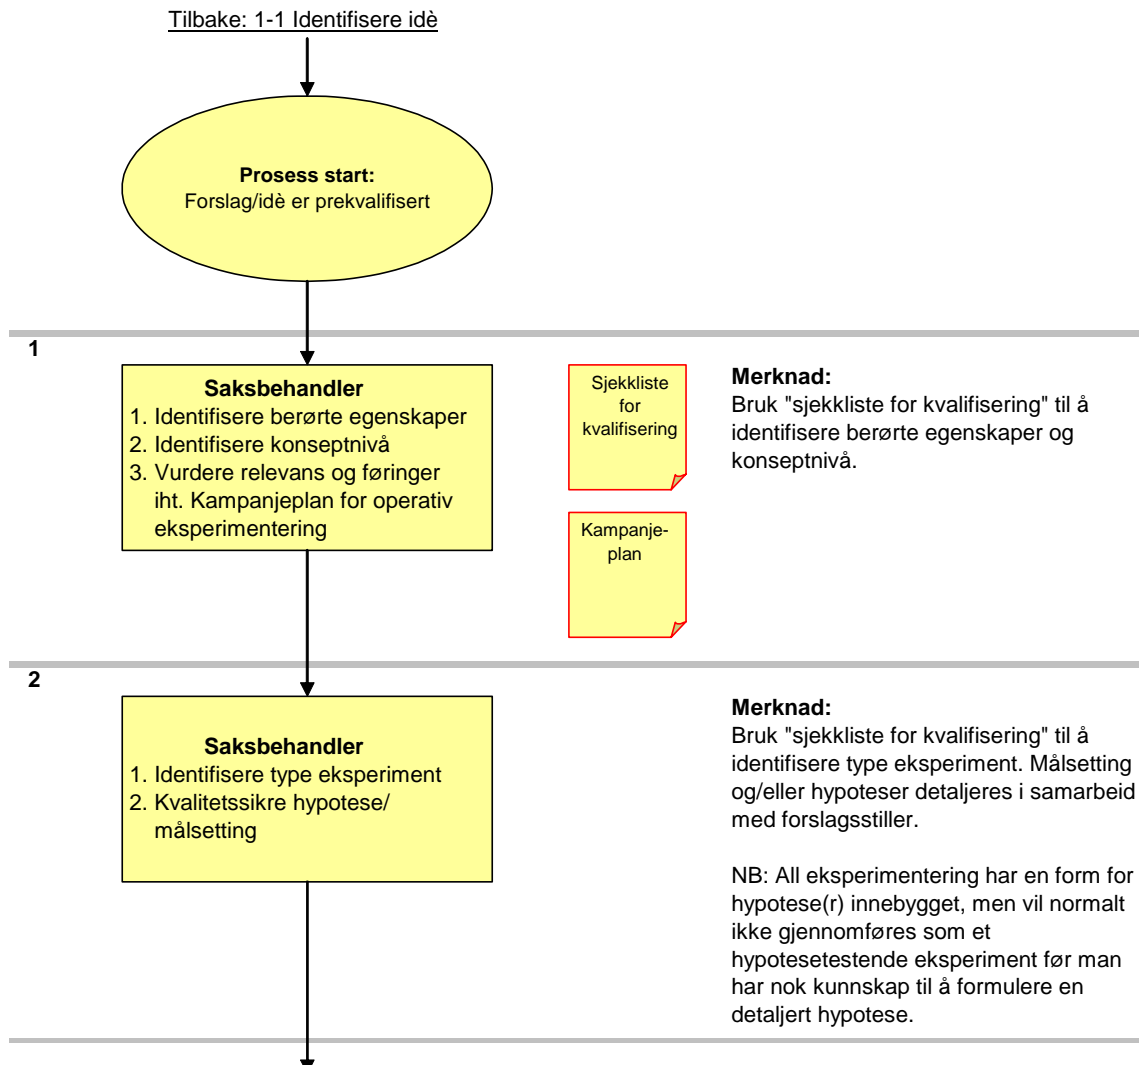 Tilbake: 1-1 Identifisere idè
Prosess start:
Forslag/idè er prekvalifisert
1
Saksbehandler
1. Identifisere berørte egenskaper
2. Identifisere konseptnivå
3. Vurdere relevans og føringer
iht. Kampanjeplan for operativ
eksperimentering
Sjekkliste
for
kvalifisering
Kampanje-
plan
Merknad:
Bruk "sjekkliste for kvalifisering" til å
identifisere berørte egenskaper og
konseptnivå.
2
Saksbehandler
1. Identifisere type eksperiment
2. Kvalitetssikre hypotese/
målsetting
Merknad:
Bruk "sjekkliste for kvalifisering" til å
identifisere type eksperiment. Målsetting
og/eller hypoteser detaljeres i samarbeid
med forslagsstiller.
NB: All eksperimentering har en form for
hypotese(r) innebygget, men vil normalt
ikke gjennomføres som et
hypotesetestende eksperiment før man
har nok kunnskap til å formulere en
detaljert hypotese.